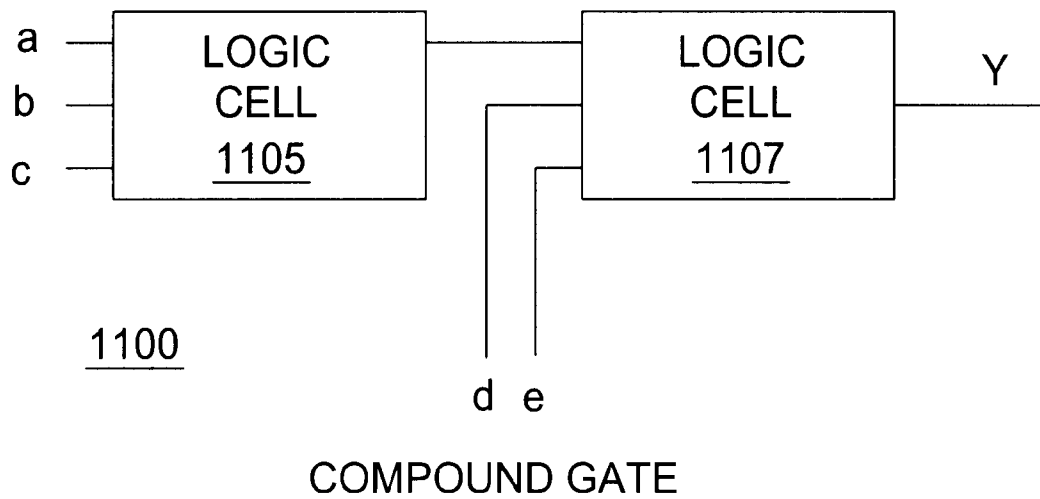 a
b
c
LOGIC
CELL
1105
LOGIC
CELL
1107
Y
1100
d e
COMPOUND GATE